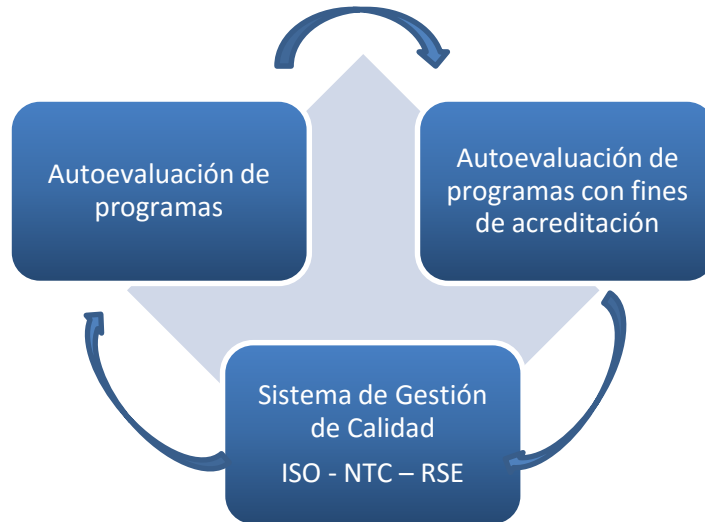 Autoevaluación de
programas
Autoevaluación de
programas con fines
de acreditación
Sistema de Gestión
de Calidad
ISO - NTC – RSE